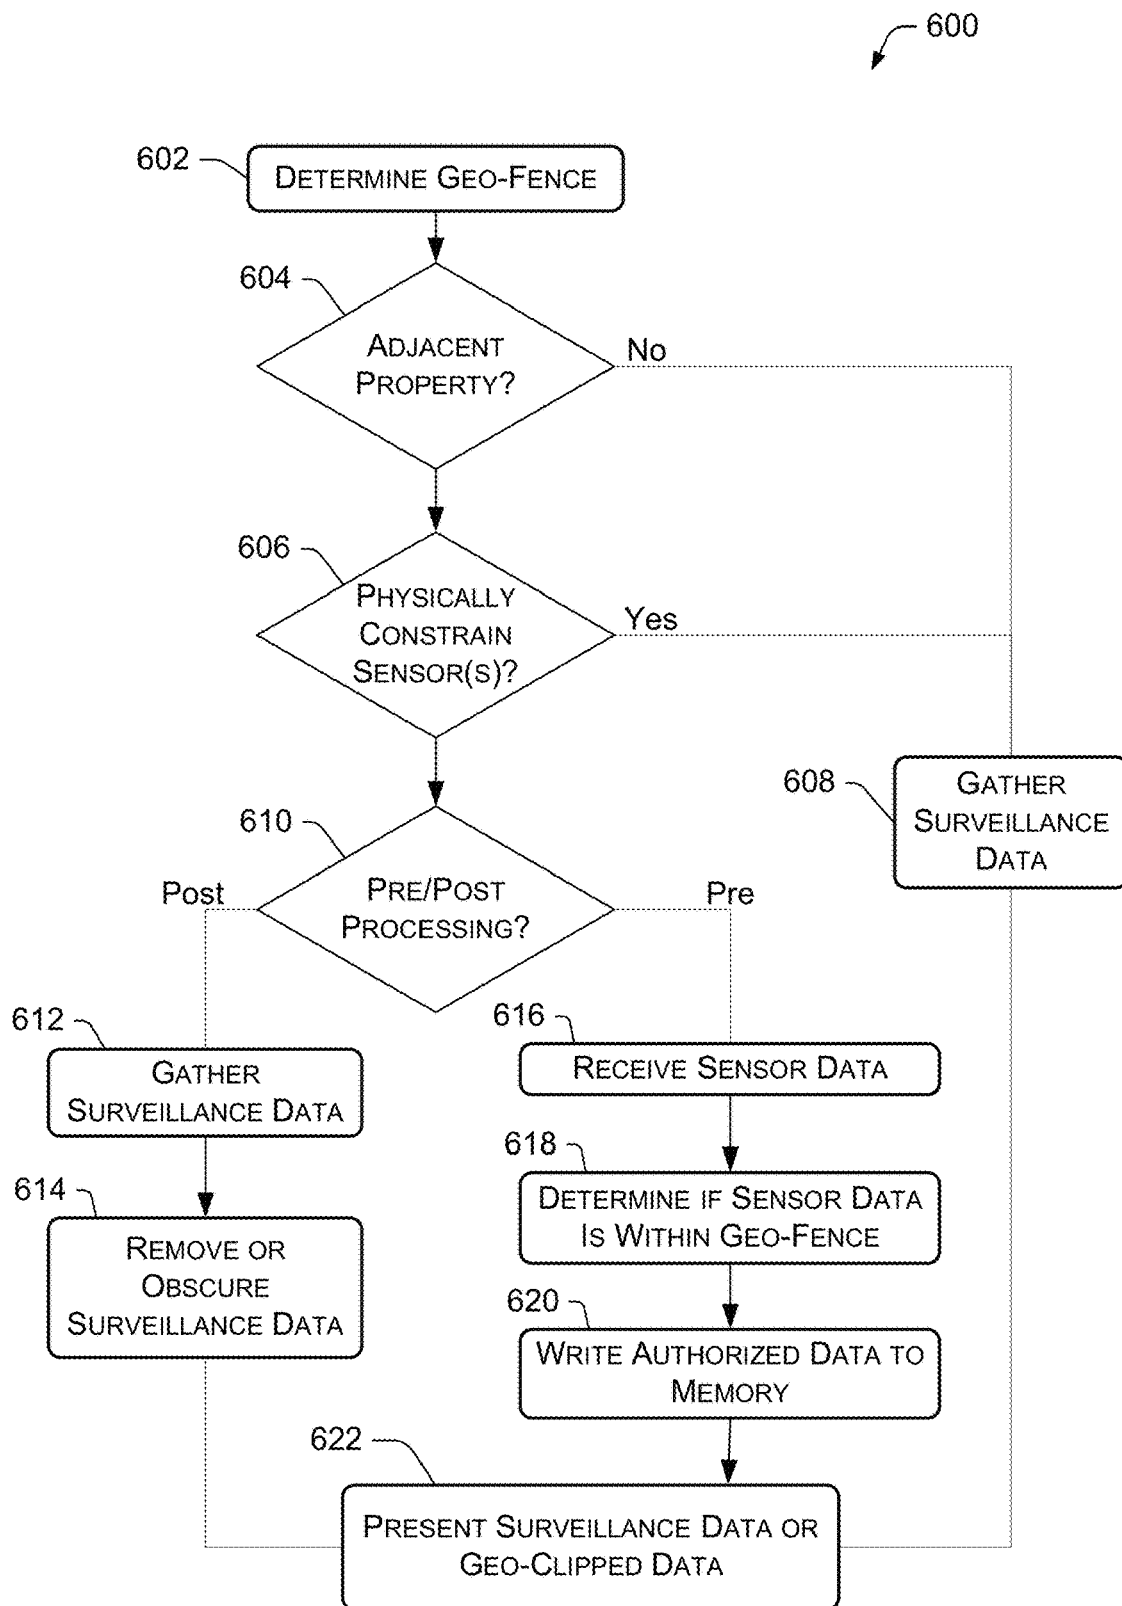 600
602
DETERMINE GEO-FENCE
604
ADJACENT
PROPERTY?
No
606
PHYSICALLY
CONSTRAIN
SENSOR(S)?
Yes
608
GATHER
SURVEILLANCE
DATA
610
PRE/POST
PROCESSING?
Post
Pre
612
GATHER
SURVEILLANCE DATA
614
REMOVE OR
OBSCURE
SURVEILLANCE DATA
616
RECEIVE SENSOR DATA
618
DETERMINE IF SENSOR DATA
IS WITHIN GEO-FENCE
620
WRITE AUTHORIZED DATA TO
MEMORY
622
PRESENT SURVEILLANCE DATA OR
GEO-CLIPPED DATA